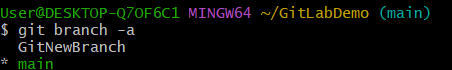 User@DESKTOP-Q7OF6C1 MINGW64 ~/GitLabDemo (main)
$ git branch -a
  GitNewBranch
* main